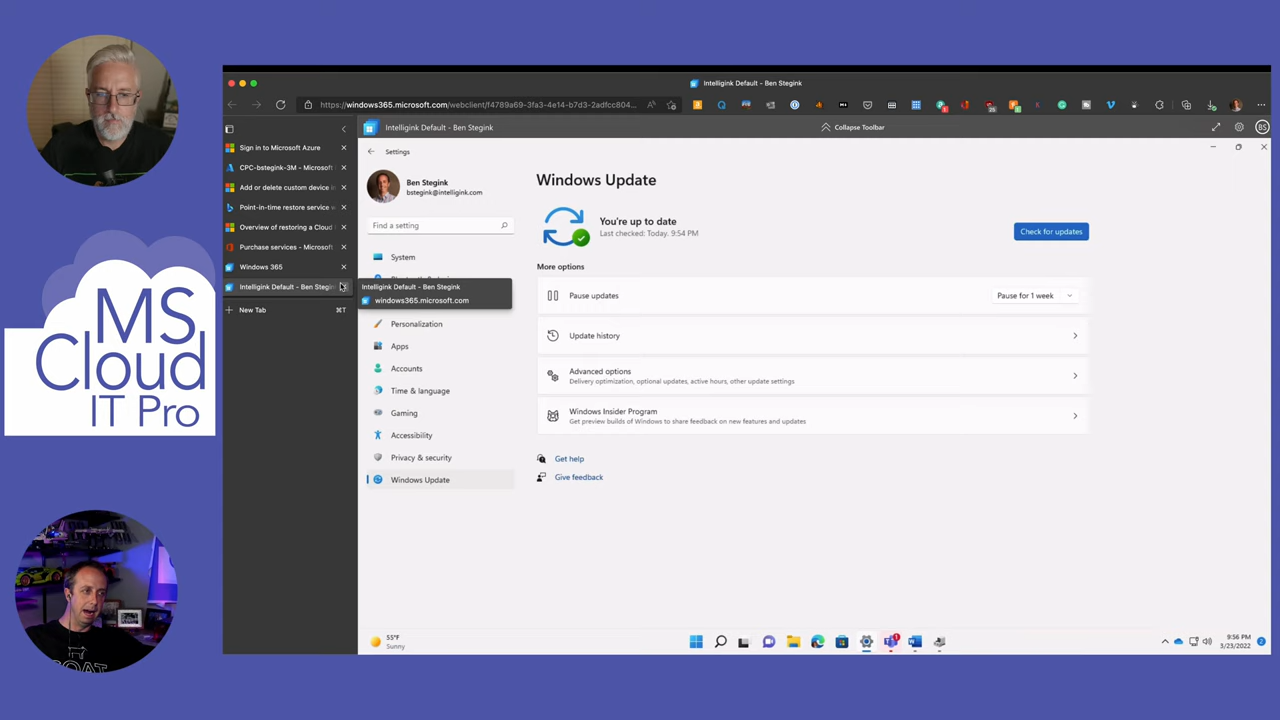 MS
Cloud
IT Pro
Intelligink Default - Ben Stegink
https://windows365.microsoft.com/webclient/f4789a69-3fa3-4e14-b7d3-2adfcc804...
Intelligink Default - Ben Stegink
Collapse Toolbar
BS
Sign in to Microsoft Azure
CPC-bstegink-3M - Microsoft
Add or delete custom device i
Point-in-time restore service
Overview of restoring a Cloud
Purchase services - Microsoft
Windows 365
Intelligink Default - Ben Stegin
New Tab
⌘T
Intelligink Default - Ben Stegink
windows365.microsoft.com
Settings
Ben Stegink
bstegink@intelligink.com
Find a setting
System
Personalization
Apps
Accounts
Time & language
Gaming
Accessibility
Privacy & security
Windows Update
Windows Update
You're up to date
Last checked: Today, 9:54 PM
Check for updates
More options
Pause updates
Pause for 1 week
Update history
Advanced options
Delivery optimization, optional updates, active hours, other update settings
Windows Insider Program
Get preview builds of Windows to share feedback on new features and updates
Get help
Give feedback
55°F
Sunny
9:56 PM
3/23/2022